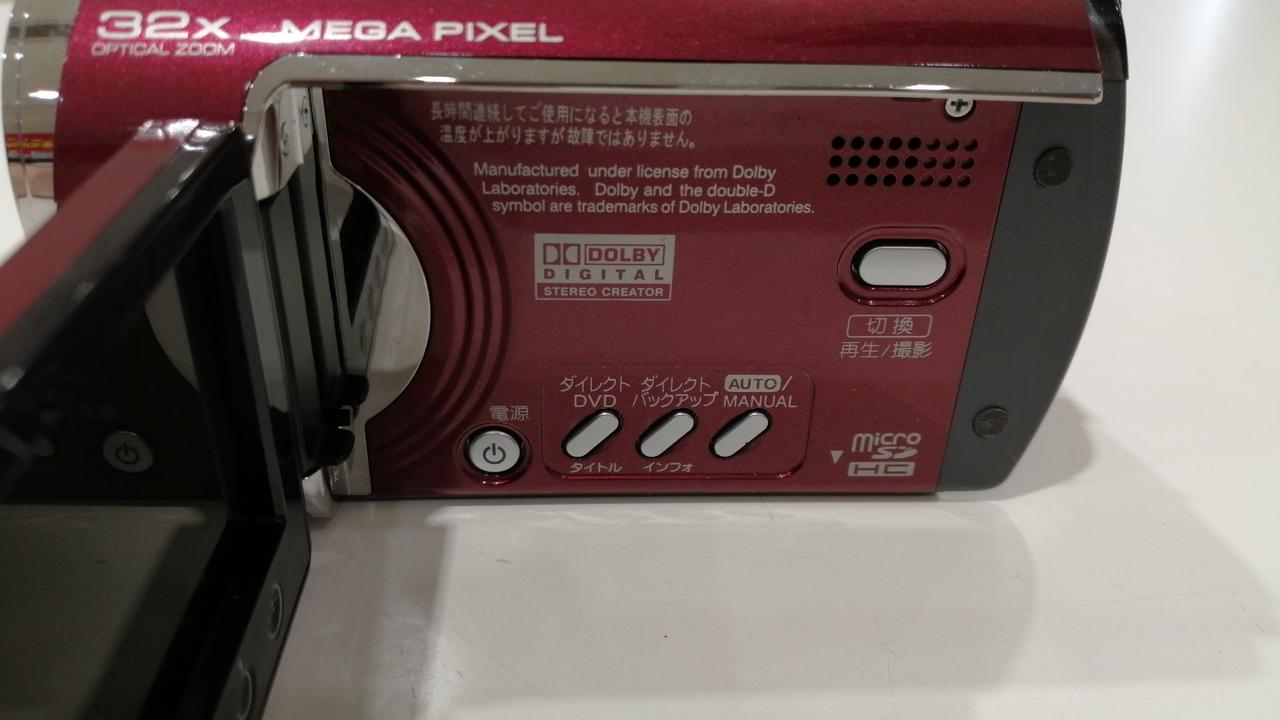 32x MEGA PIXEL
OPTICAL ZOOM
長時間連続してご使用になると本機表面の
温度が上がりますが故障ではありません。
Manufactured under license from Dolby
Laboratories. Dolby and the double-D
symbol are trademarks of Dolby Laboratories.
DOLBY
DIGITAL
STEREO CREATOR
切換
再生/撮影
電源
ダイレクト ダイレクト AUTO/
DVD バックアップ MANUAL
タイトル インフォ
micro
SD
HC